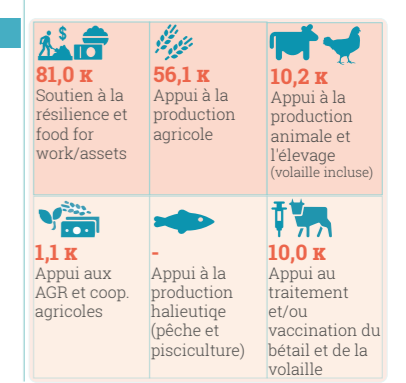 81,0 K
Soutien à la
résilience et
food for
work/assets
56,1 K
Appui à la
production
agricole
10,2 K
Appui à la
production
animale et
l'élevage
(volaille incluse)
1,1 K
Appui aux
AGR et coop.
agricoles
-
Appui à la
production
halieutiqe
(pêche et
pisciculture)
10,0 K
Appui au
traitement
et/ou
vaccination du
bétail et de la
volaille